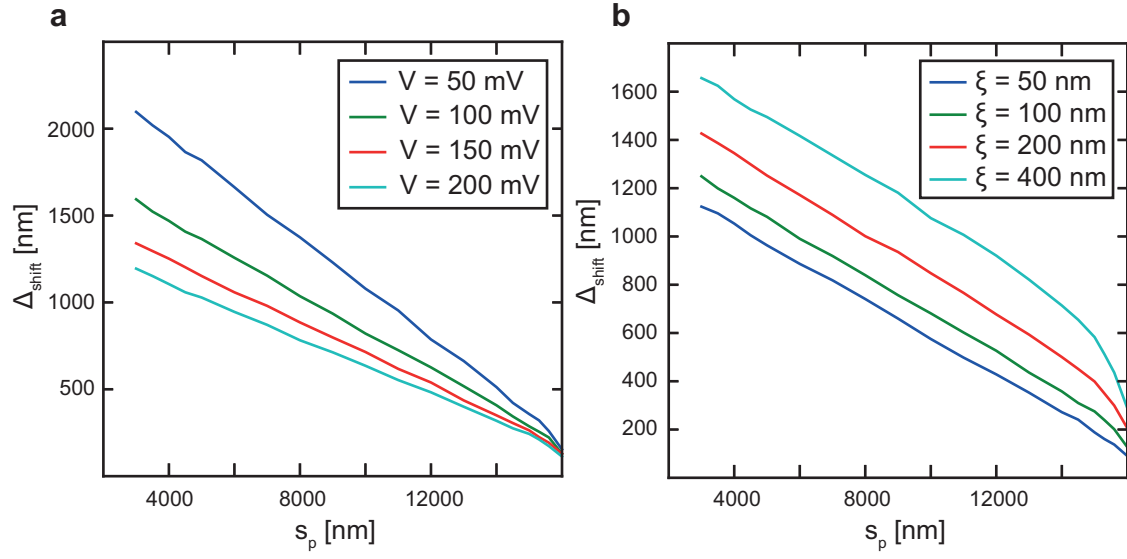 a
Δshift [nm]
2000
1500
1000
500
4000 8000 12000
sp [nm]
V = 50 mV
V = 100 mV
V = 150 mV
V = 200 mV
b
Δshift [nm]
1600
1400
1200
1000
800
600
400
200
4000 8000 12000
sp [nm]
ξ = 50 nm
ξ = 100 nm
ξ = 200 nm
ξ = 400 nm